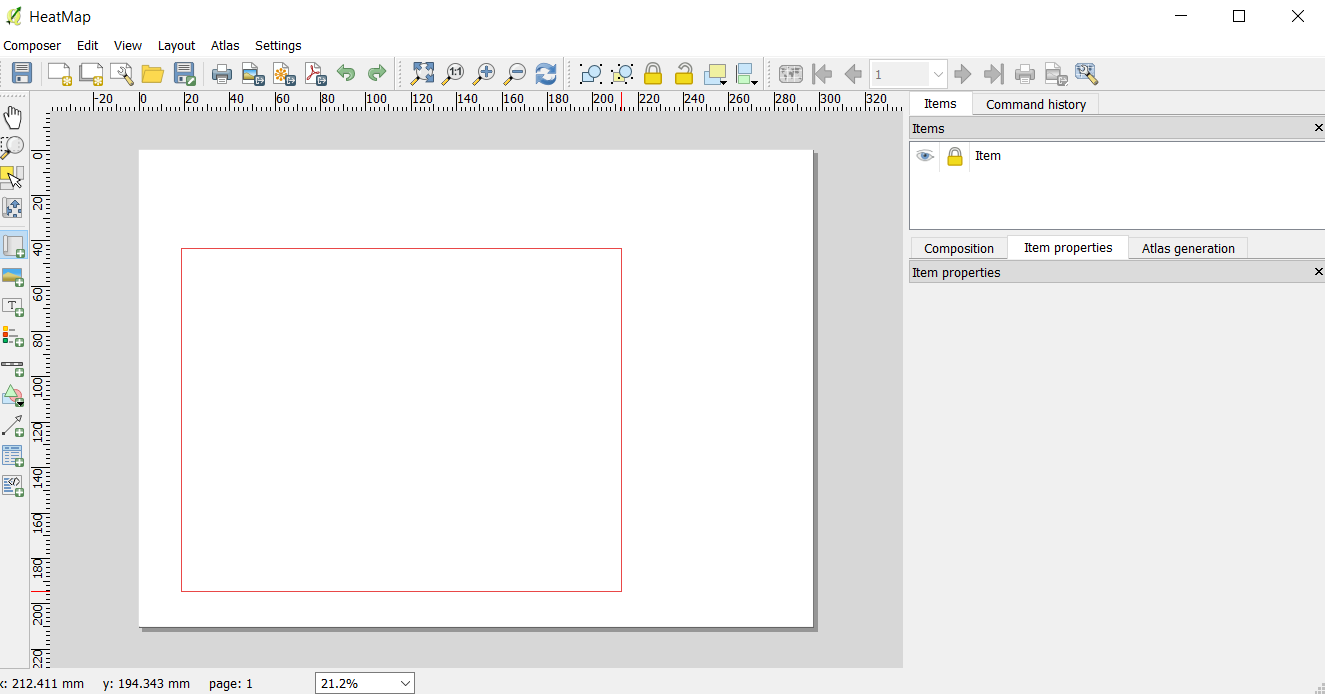 HeatMap
Composer Edit View Layout Atlas Settings
1:1 1
-20 0 20 40 60 80 100 120 140 160 180 200 220 240 260 280 300 320
Items Command history
Items
Item
Composition Item properties Atlas generation
Item properties
0
20
40
60
80
100
120
140
160
180
200
220
T
x: 212.411 mm y: 194.343 mm page: 1 21.2%